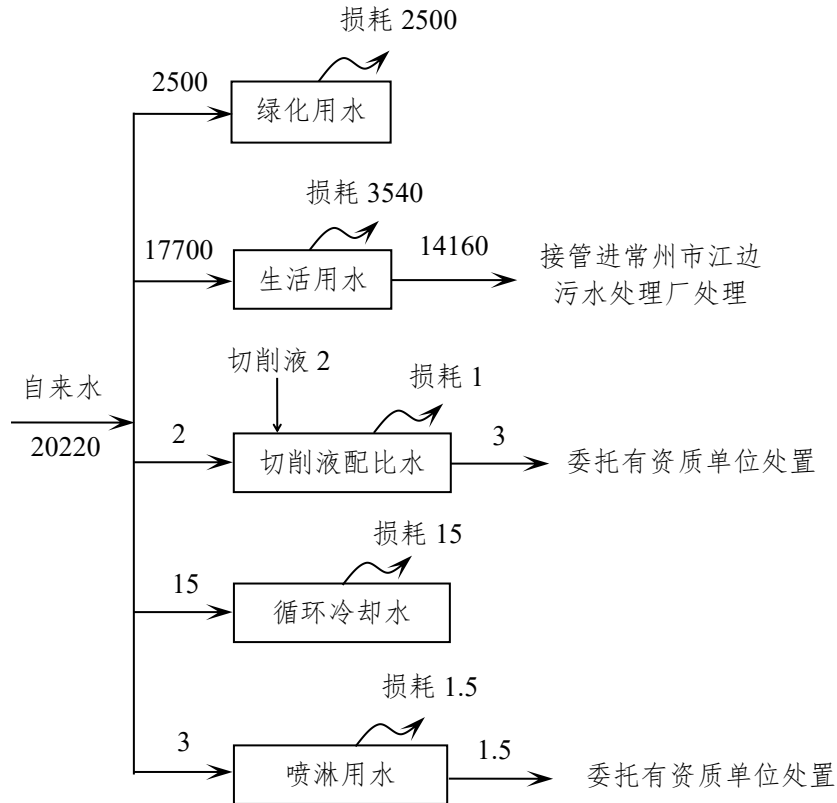 损耗 2500
2500
绿化用水
损耗 3540
17700
14160
生活用水
接管进常州市江边
污水处理厂处理
切削液 2
损耗 1
自来水
20220
2
切削液配比水
3
委托有资质单位处置
损耗 15
15
循环冷却水
损耗 1.5
3
喷淋用水
1.5
委托有资质单位处置